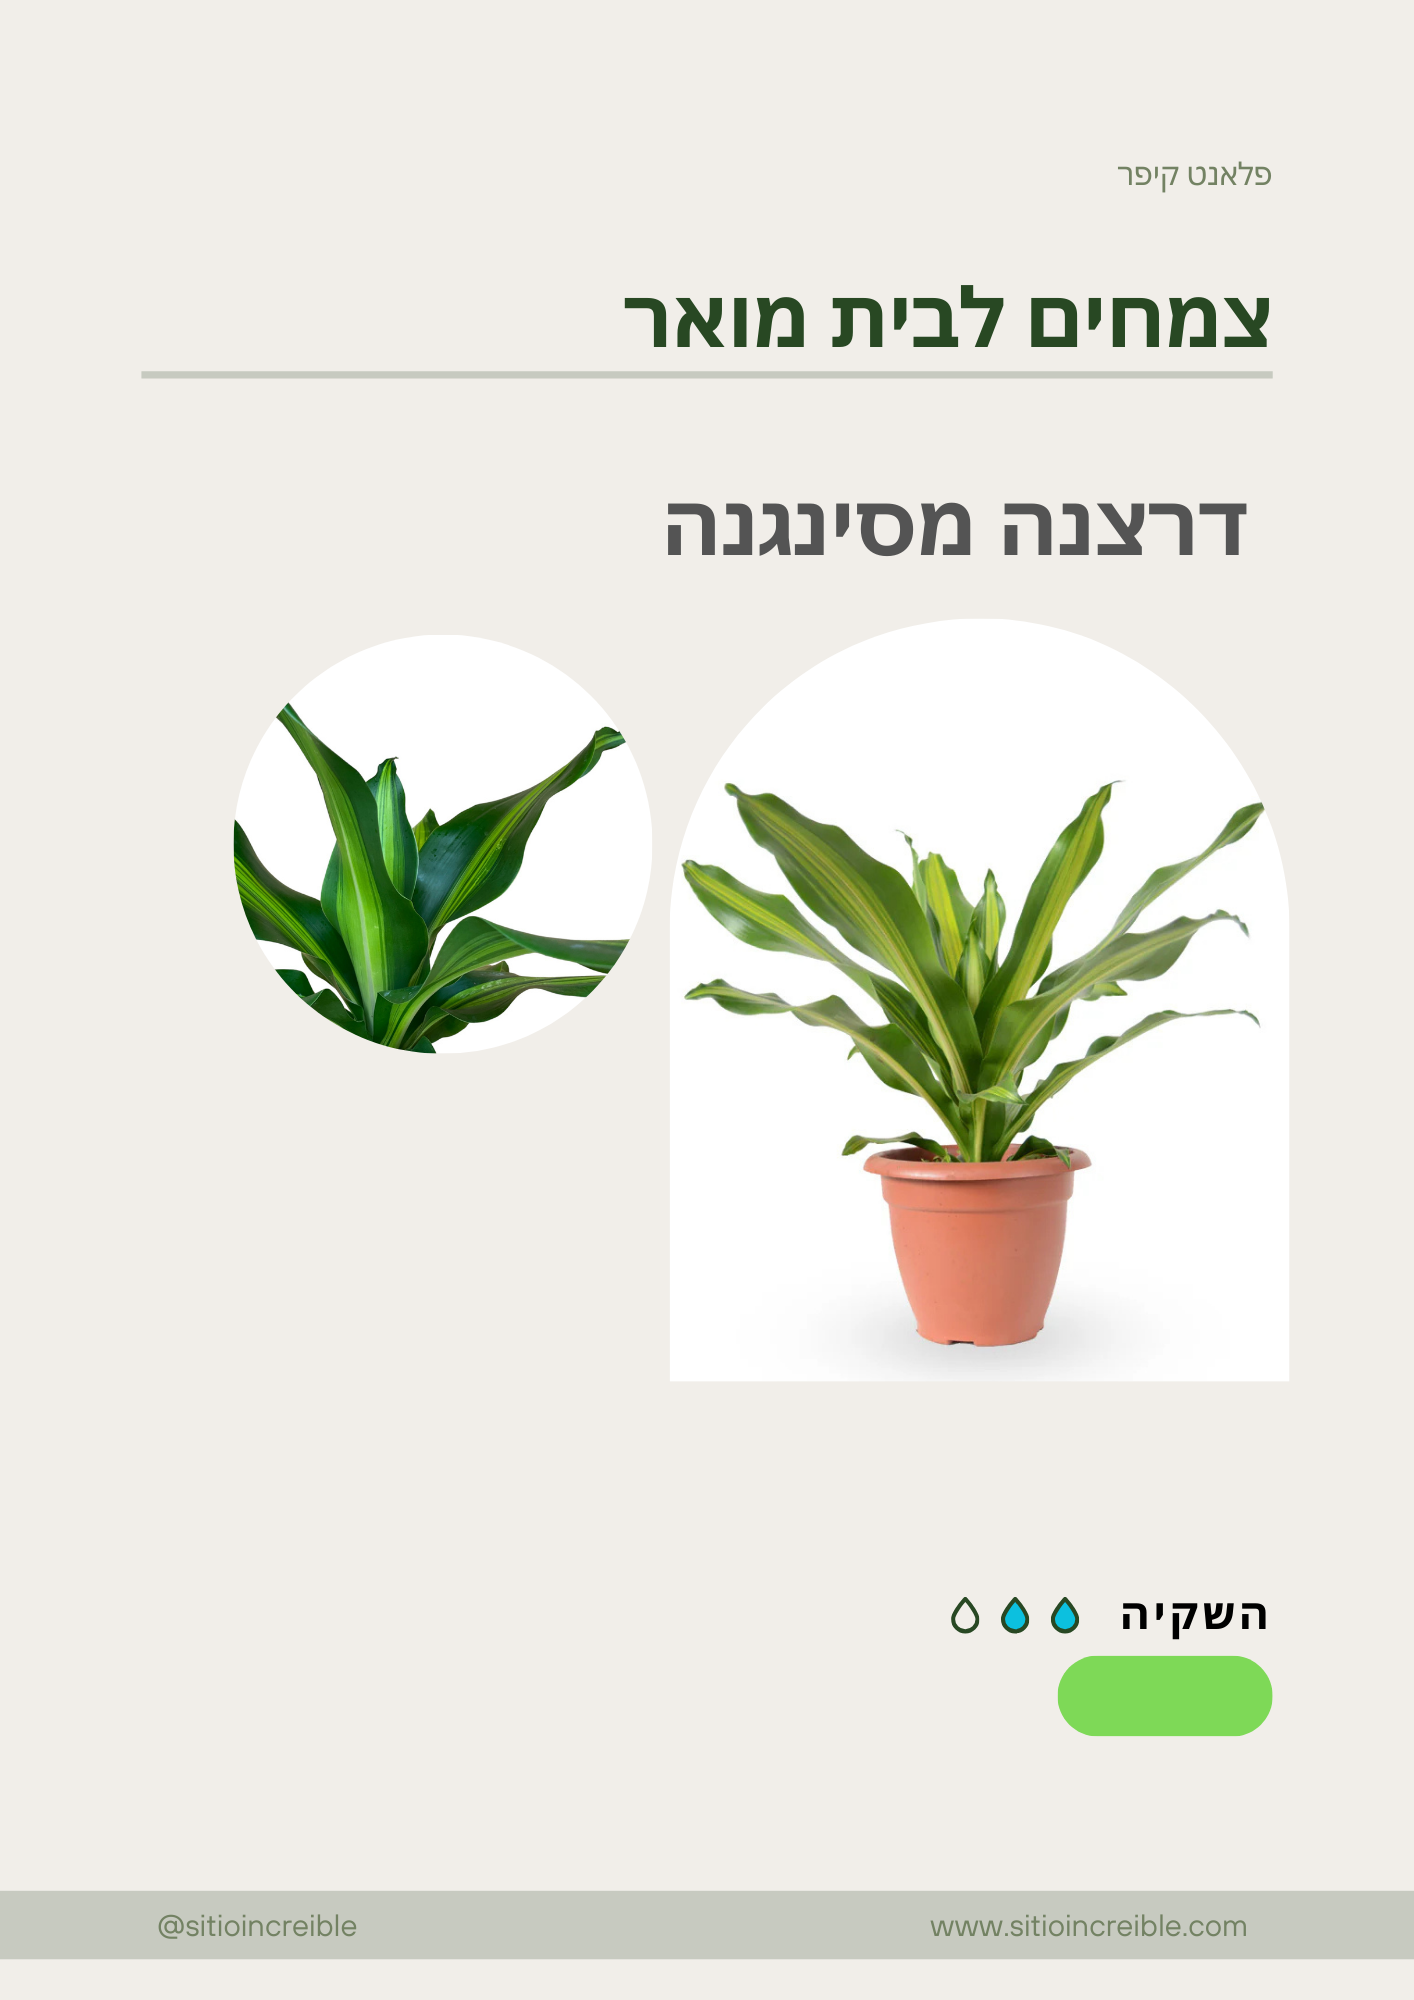 פלאנט קיפר
צמחים לבית מואר
דרצנה מסינגנה
השקיה
@sitioincreible
www.sitioincreible.com